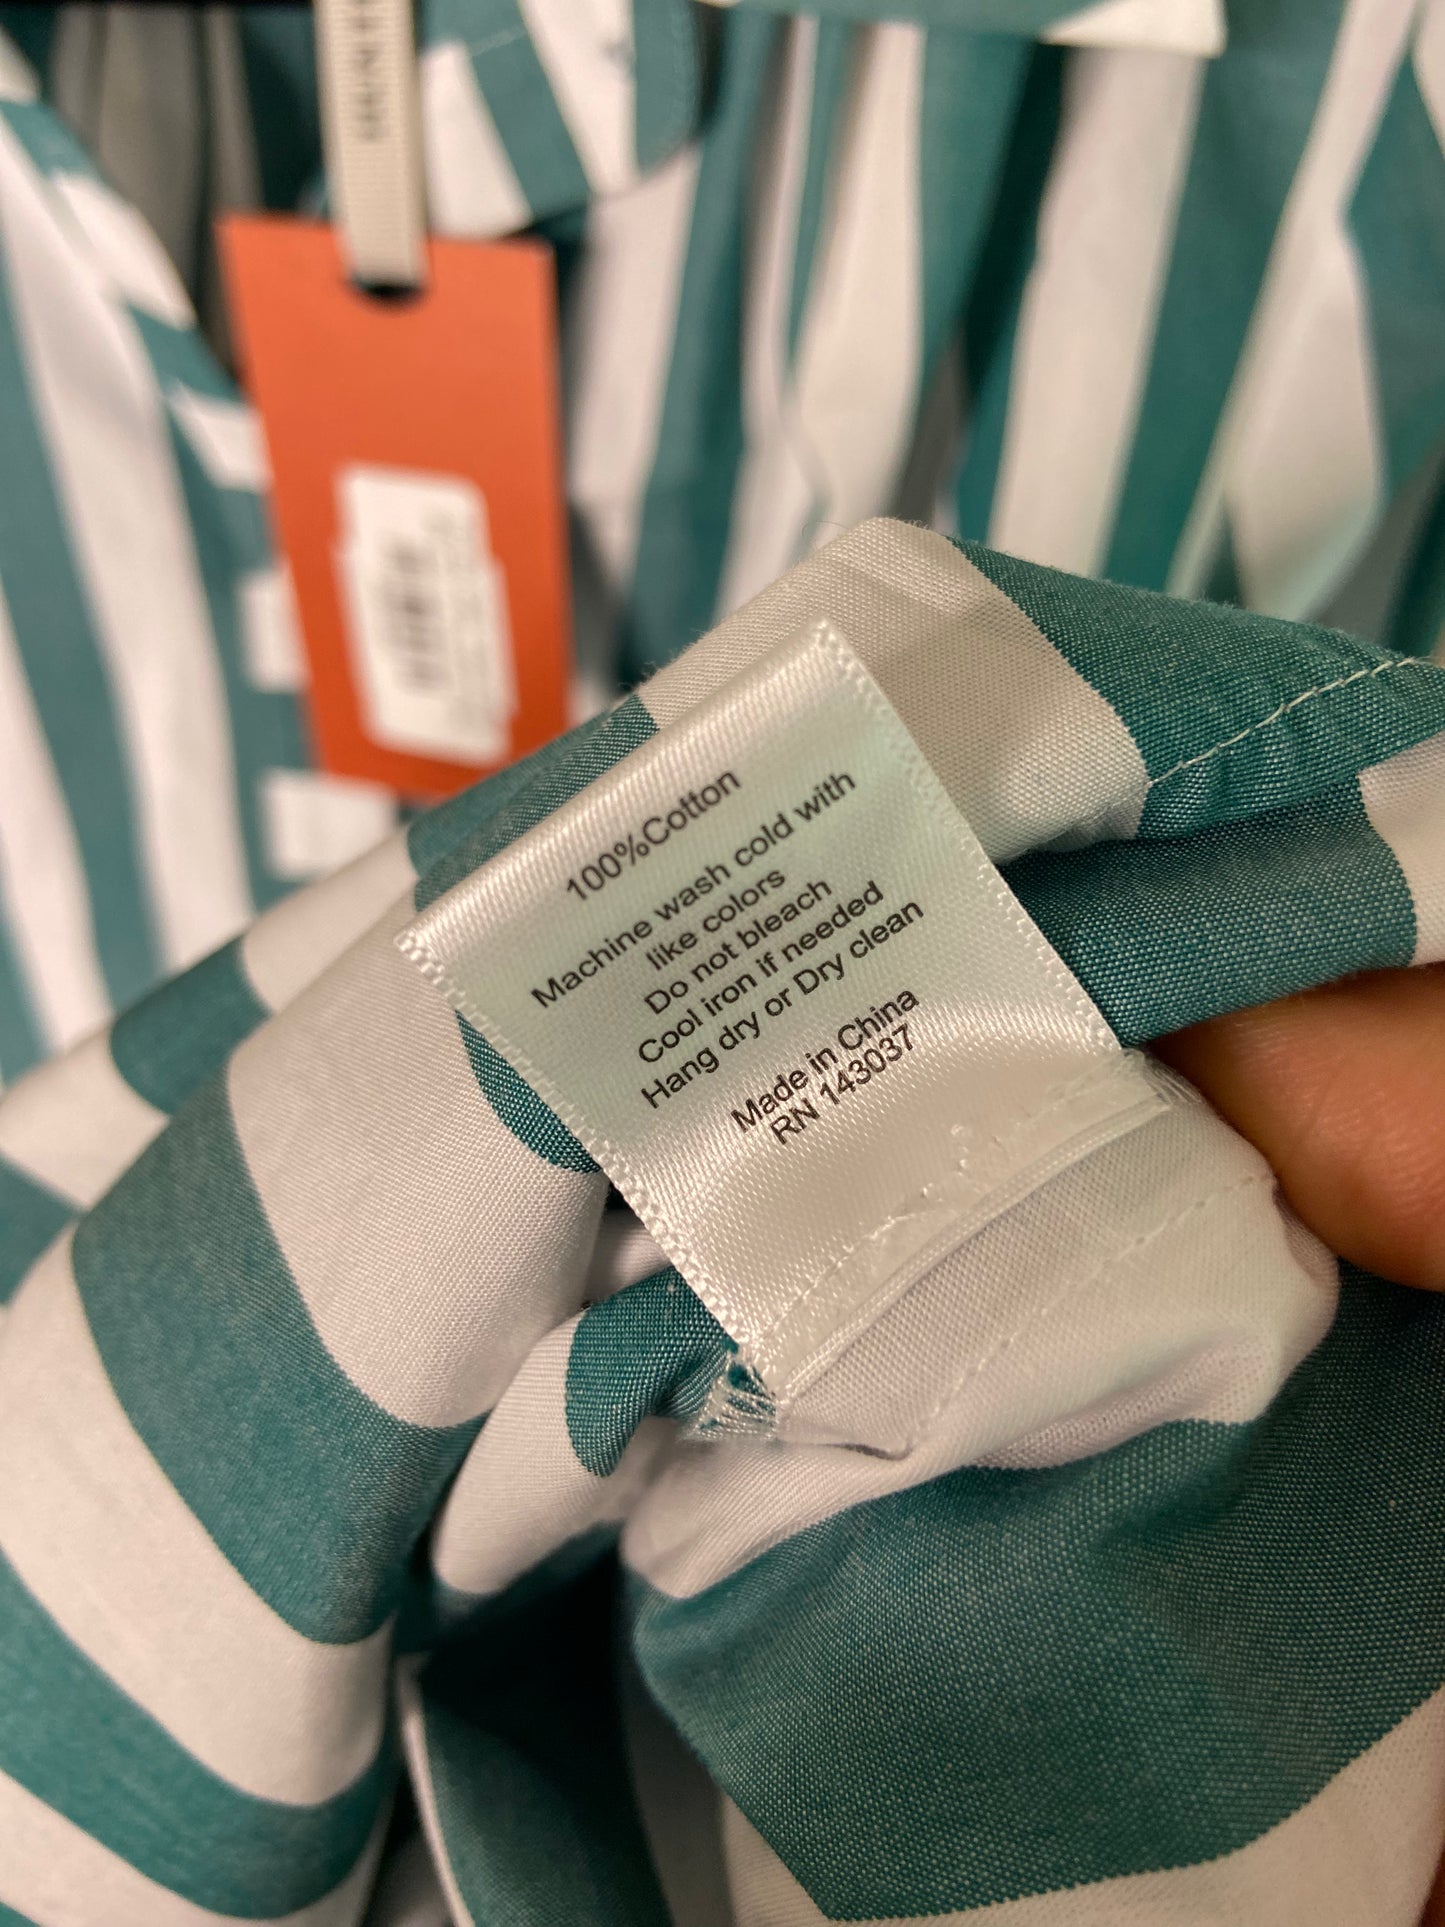 100%Cotton
Machine wash cold with
like colors
Do not bleach
Cool iron if needed
Hang dry or Dry clean
Made in China
RN 143037